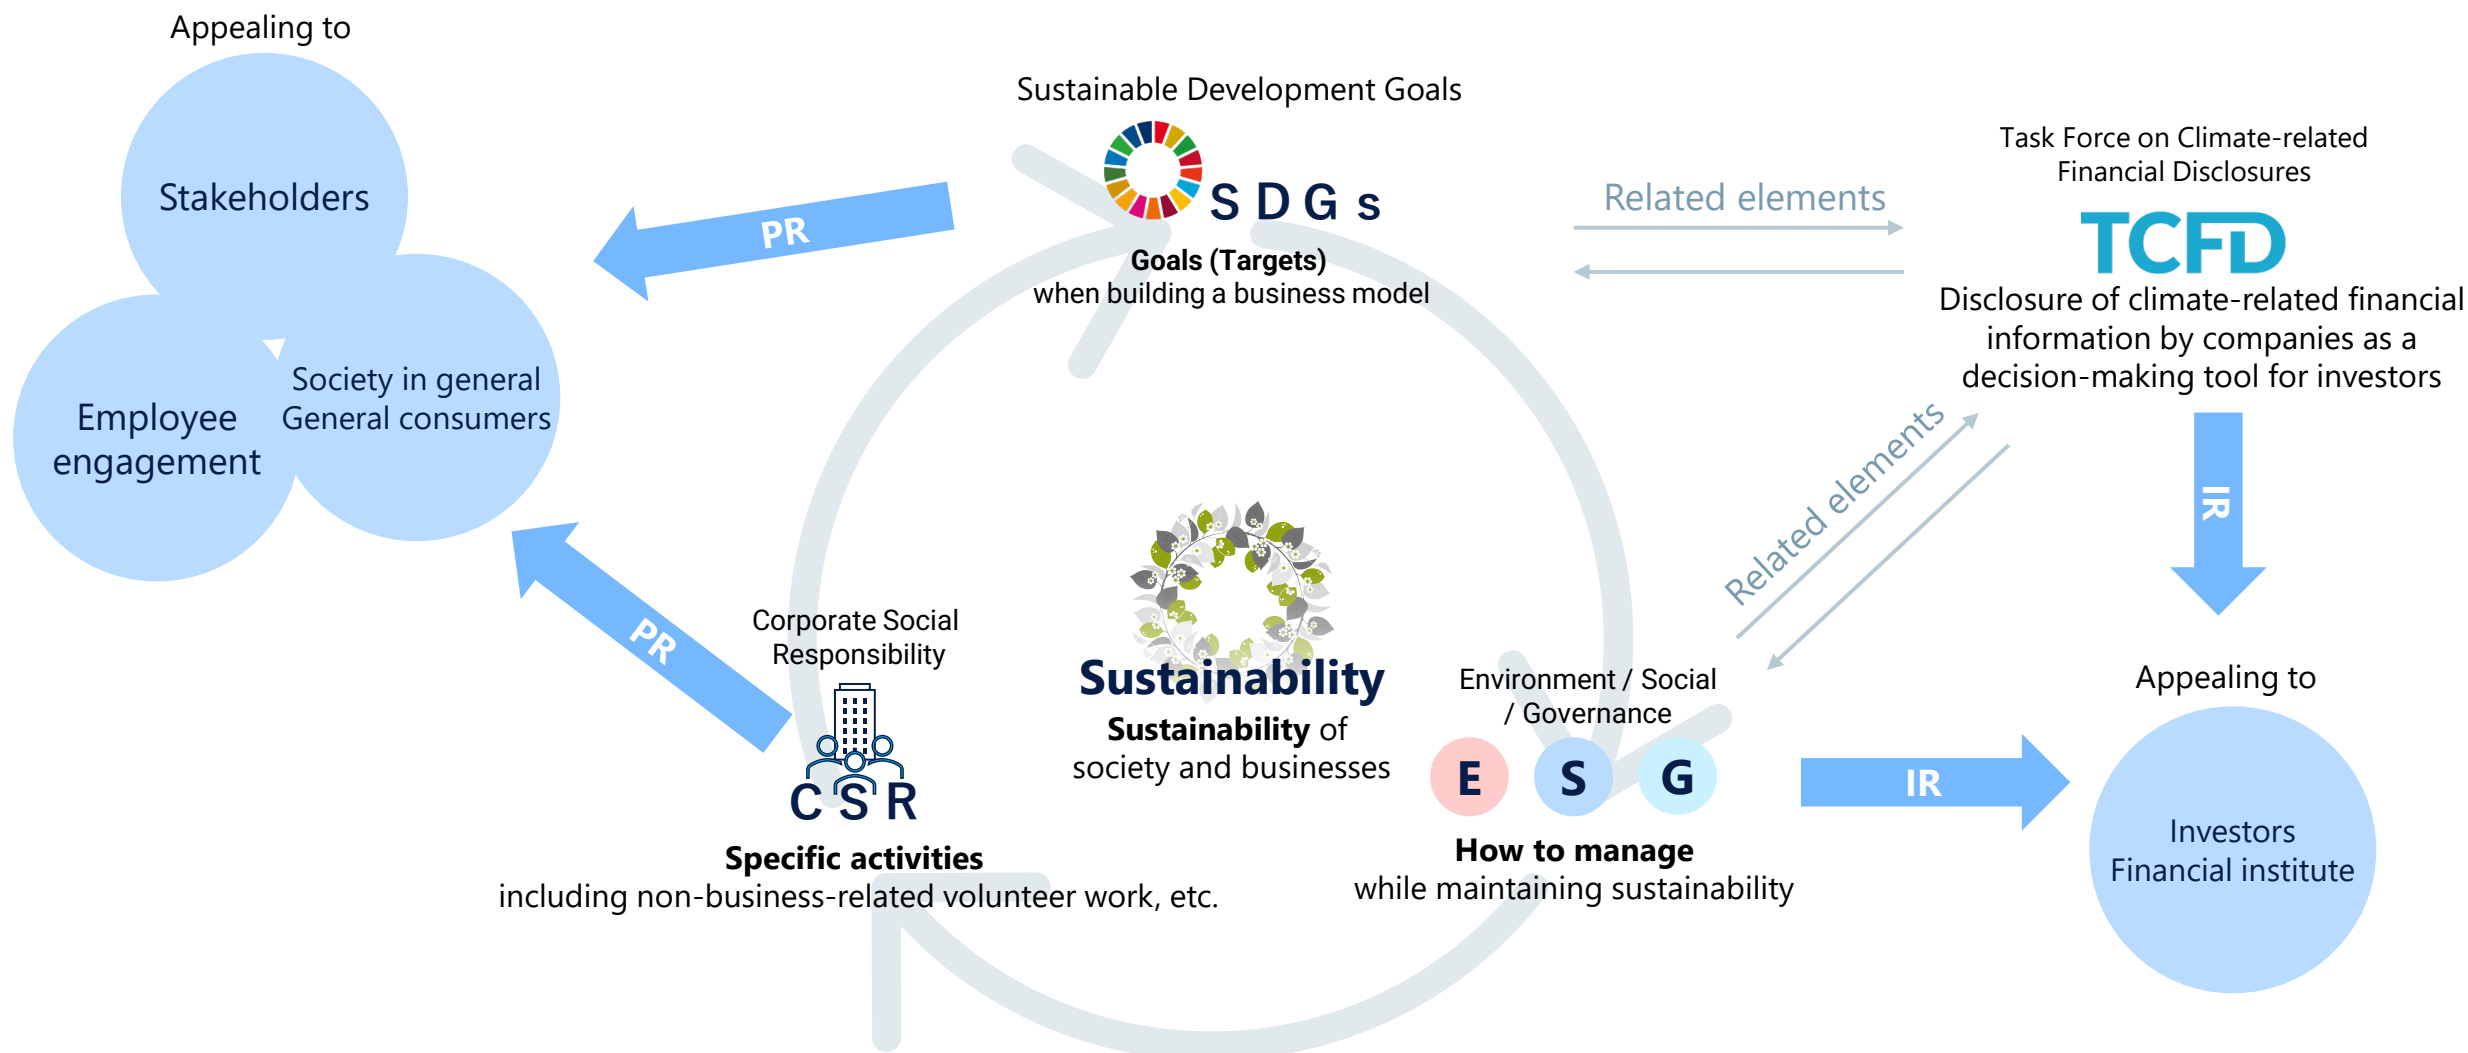 Appealing to
Stakeholders
Employee
engagement
Society in general
General consumers
PR
PR
Sustainable Development Goals
SDGs
Goals (Targets)
when building a business model
Related elements
Task Force on Climate-related
Financial Disclosures
TCFD
Disclosure of climate-related financial
information by companies as a
decision-making tool for investors
Related elements
IR
Corporate Social
Responsibility
CSR
Specific activities
including non-business-related volunteer work, etc.
Sustainability
Sustainability of
society and businesses
Environment / Social
/ Governance
E S G
How to manage
while maintaining sustainability
IR
Appealing to
Investors
Financial institute